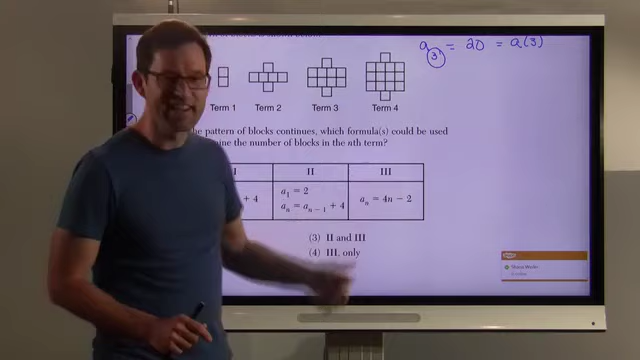 a₃ = 20 = a(3)
Term 1 Term 2 Term 3 Term 4
pattern of blocks continues, which formula(s) could be used
the number of blocks in the nth term?
I II III
+ 4
a₁ = 2
aₙ = aₙ₋₁ + 4
aₙ = 4n − 2
(3) II and III
(4) III, only